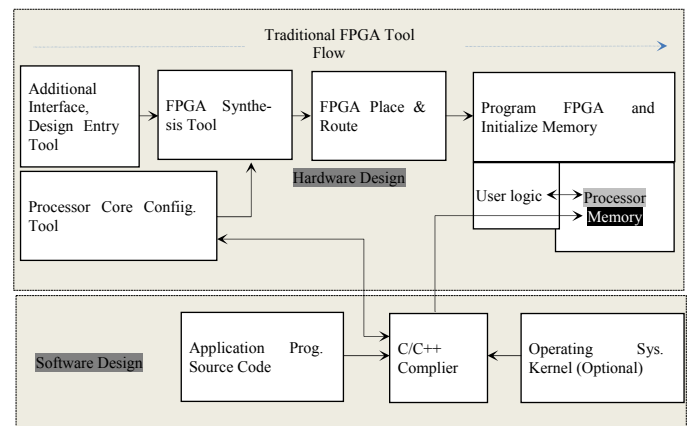 Traditional FPGA Tool
Flow
Additional
Interface,
Design Entry
Tool
FPGA Synthe-
sis Tool
FPGA Place &
Route
Program FPGA and
Initialize Memory
Hardware Design
Processor Core Confiig.
Tool
User logic
Processor
Memory
Software Design
Application Prog.
Source Code
C/C++
Complier
Operating Sys.
Kernel (Optional)